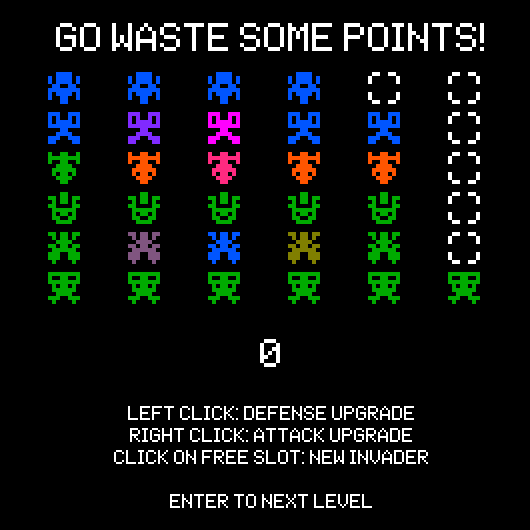 GO WASTE SOME POINTS!
0
LEFT CLICK: DEFENSE UPGRADE
RIGHT CLICK: ATTACK UPGRADE
CLICK ON FREE SLOT: NEW INVADER
ENTER TO NEXT LEVEL